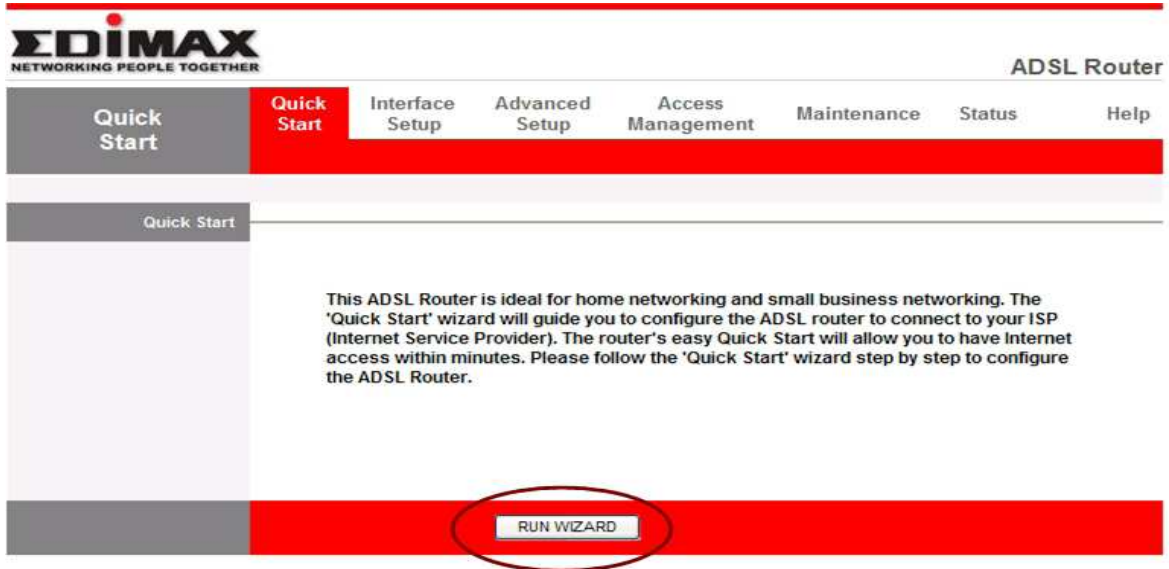 EDIMAX
NETWORKING PEOPLE TOGETHER
ADSL Router
Quick
Start
Quick
Start
Interface
Setup
Advanced
Setup
Access
Management
Maintenance
Status
Help
Quick Start
This ADSL Router is ideal for home networking and small business networking. The
'Quick Start' wizard will guide you to configure the ADSL router to connect to your ISP
(Internet Service Provider). The router's easy Quick Start will allow you to have Internet
access within minutes. Please follow the 'Quick Start' wizard step by step to configure
the ADSL Router.
RUN WIZARD